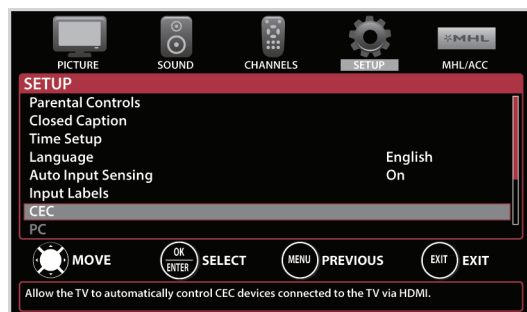 MHL
PICTURE SOUND CHANNELS SETUP MHL/ACC
SETUP
Parental Controls
Closed Caption
Time Setup
Language English
Auto Input Sensing On
Input Labels
CEC
PC
MOVE OK ENTER SELECT MENU PREVIOUS EXIT EXIT
Allow the TV to automatically control CEC devices connected to the TV via HDMI.